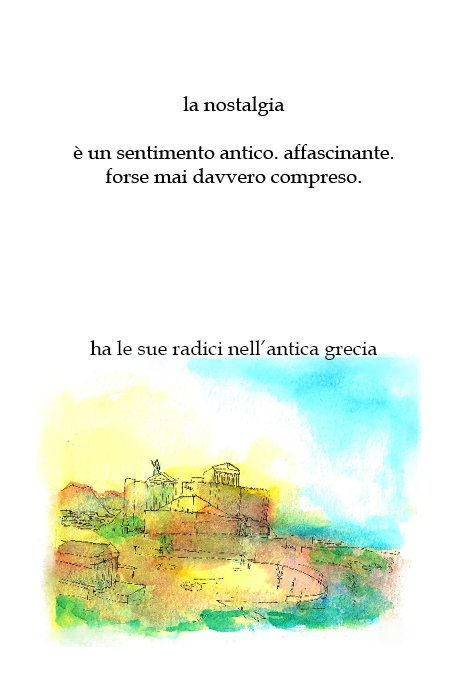 la nostalgia
è un sentimento antico. affascinante.
forse mai davvero compreso.
ha le sue radici nell'antica grecia